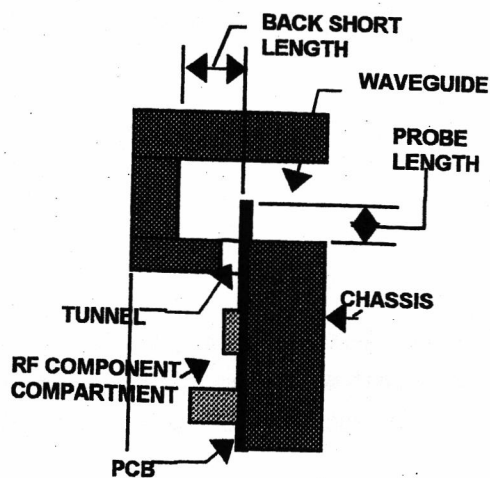 BACK SHORT
LENGTH
WAVEGUIDE
PROBE
LENGTH
TUNNEL
CHASSIS
RF COMPONENT
COMPARTMENT
PCB